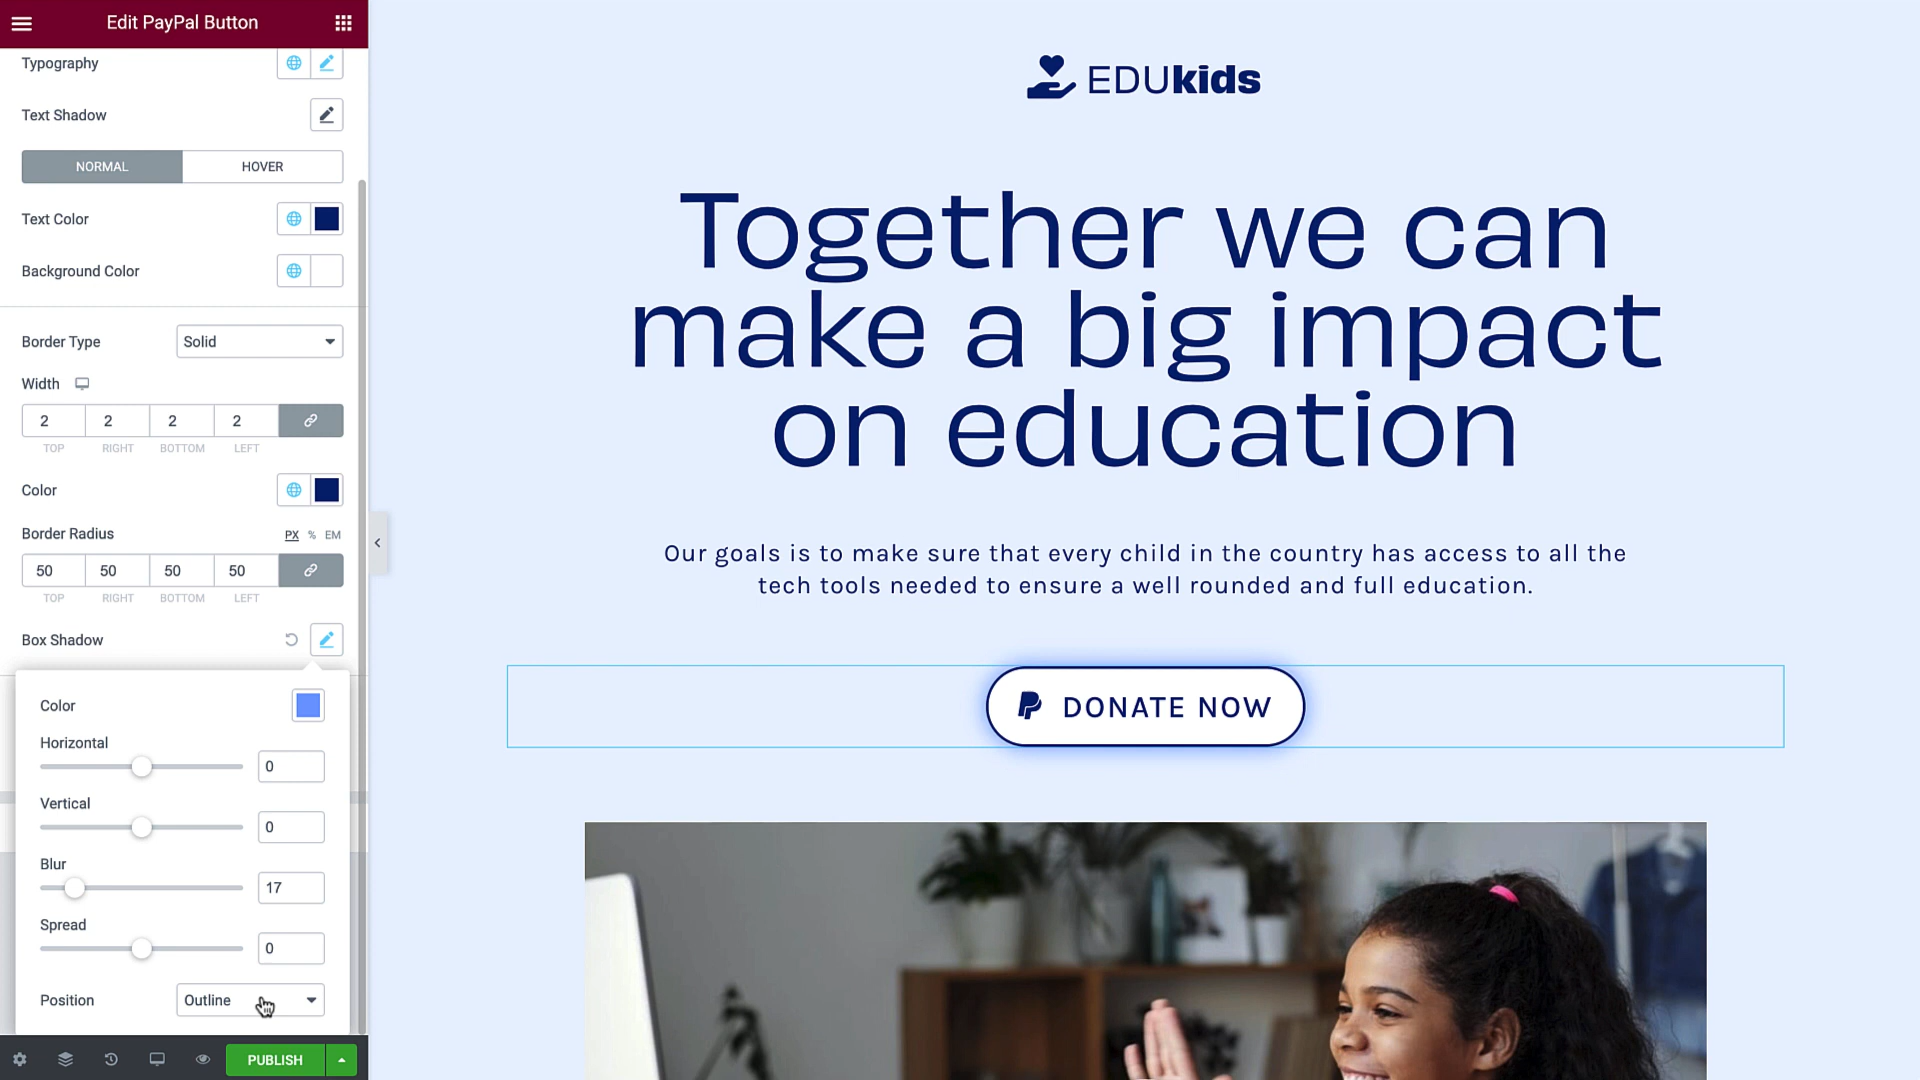 Edit PayPal Button
Typography
Text Shadow
NORMAL HOVER
Text Color
Background Color
Border Type Solid
Width
2 2 2 2
TOP RIGHT BOTTOM LEFT
Color
Border Radius PX % EM
50 50 50 50
TOP RIGHT BOTTOM LEFT
Box Shadow
Color
Horizontal
0
Vertical
0
Blur
17
Spread
0
Position Outline
PUBLISH
EDUkids
Together we can
make a big impact
on education
Our goals is to make sure that every child in the country has access to all the
tech tools needed to ensure a well rounded and full education.
DONATE NOW